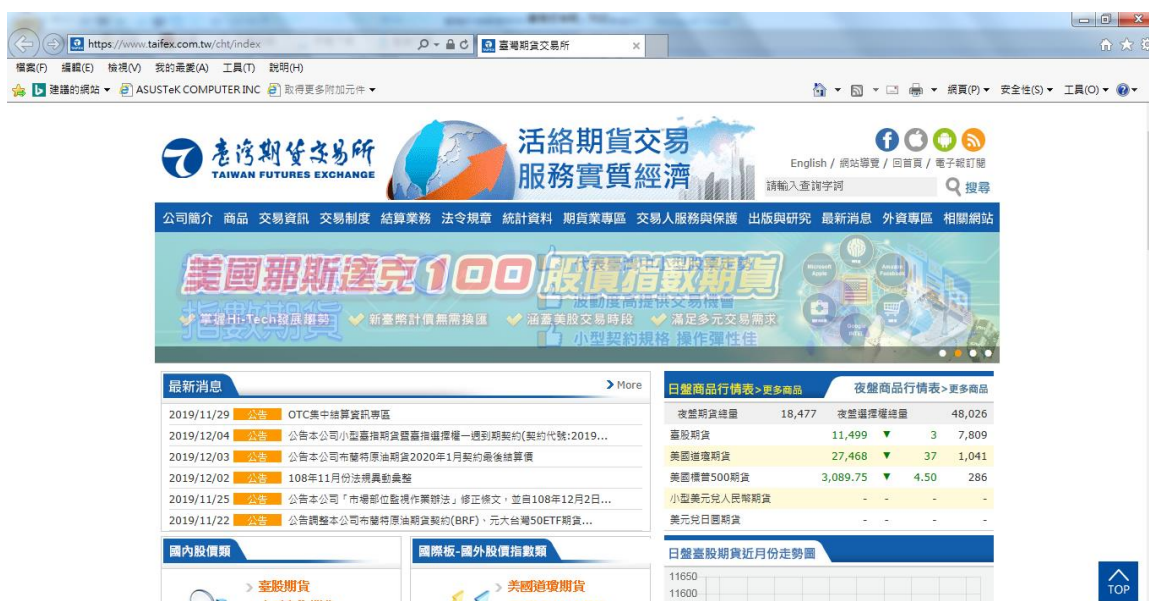 https://www.taifex.com.tw/cht/index
臺灣期貨交易所
檔案(F) 編輯(E) 檢視(V) 我的最愛(A) 工具(T) 說明(H)
建議的網站 ASUSTeK COMPUTER INC 取得更多附加元件
網頁(P) 安全性(S) 工具(O)
臺灣期貨交易所
TAIWAN FUTURES EXCHANGE
活絡期貨交易
服務實質經濟
English / 網站導覽 / 回首頁 / 電子報訂閱
請輸入查詢字詞 搜尋
公司簡介 商品 交易資訊 交易制度 結算業務 法令規章 統計資料 期貨業專區 交易人服務與保護 出版與研究 最新消息 外資專區 相關網站
美國那斯達克100股價指數期貨
指數期貨
波動度高提供交易機會
掌握Hi-Tech發展趨勢 新臺幣計價無需換匯 涵蓋美股交易時段 滿足多元交易需求
小型契約規格 操作彈性佳
最新消息 More
2019/11/29 公告 OTC集中結算資訊專區
2019/12/04 公告 公告本公司小型臺指期貨暨臺指選擇權一週到期契約(契約代號:2019...
2019/12/03 公告 公告本公司布蘭特原油期貨2020年1月契約最後結算價
2019/12/02 公告 108年11月份法規異動彙整
2019/11/25 公告 公告本公司「市場部位監視作業辦法」修正條文，並自108年12月2日...
2019/11/22 公告 公告調整本公司布蘭特原油期貨契約(BRF)、元大台灣50ETF期貨...
日盤商品行情表>更多商品 夜盤商品行情表>更多商品
夜盤期貨總量 18,477 夜盤選擇權總量 48,026
臺股期貨 11,499 ▼ 3 7,809
美國道瓊期貨 27,468 ▼ 37 1,041
美國標普500期貨 3,089.75 ▼ 4.50 286
小型美元兌人民幣期貨 - - - -
美元兌日圓期貨 - - - -
國內股價類
臺股期貨
國際板-國外股價指數類
美國道瓊期貨
日盤臺股期貨近月份走勢圖
11650
11600
TOP